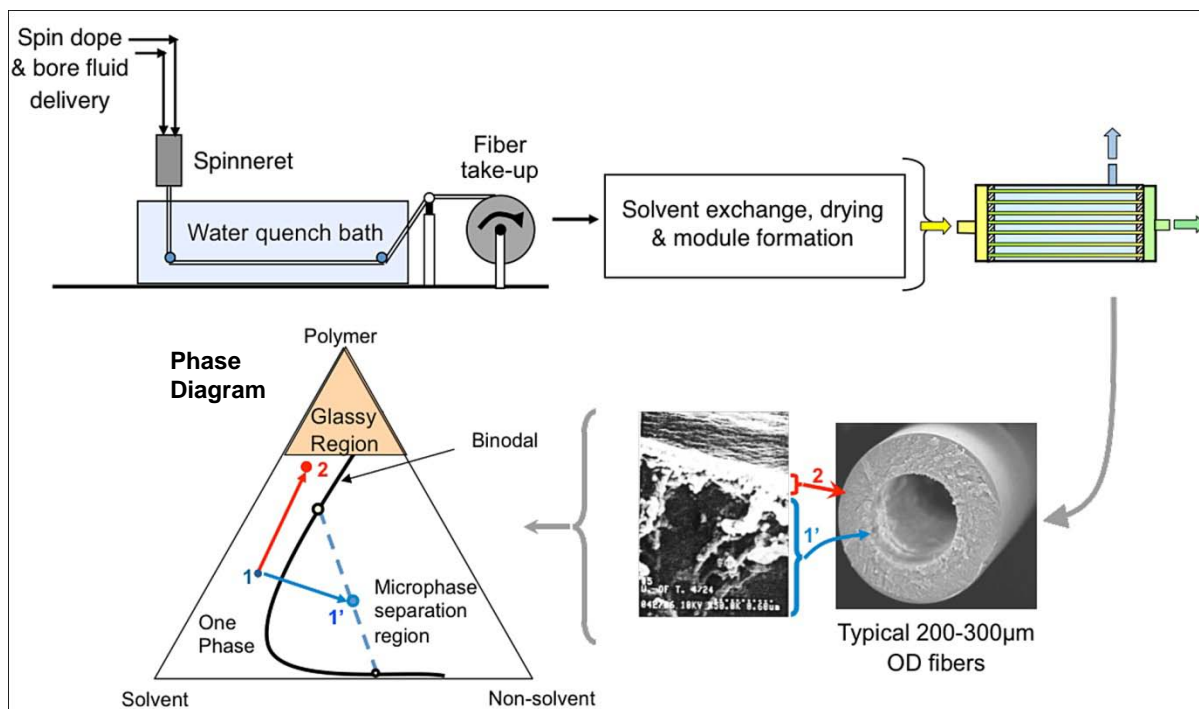 Spin dope
& bore fluid
delivery
Spinneret
Water quench bath
Fiber
take-up
Solvent exchange, drying
& module formation
Phase
Diagram
Polymer
Glassy
Region
Binodal
2
1
1'
Microphase
separation
region
One
Phase
Solvent
Non-solvent
2
1'
Typical 200-300µm
OD fibers